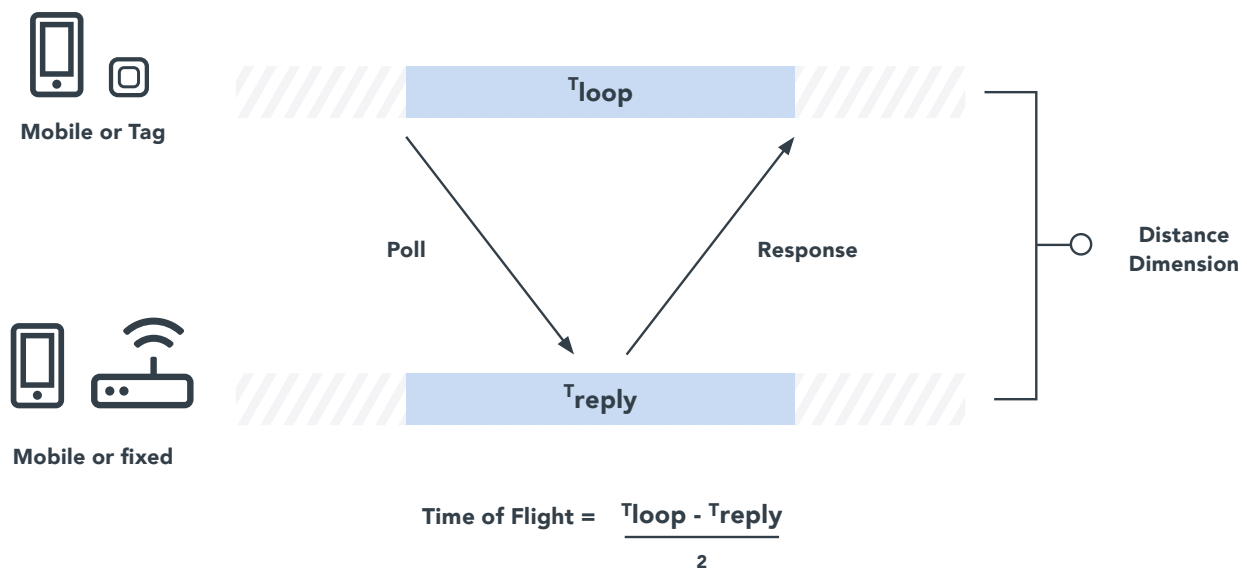 Tloop
Mobile or Tag
Poll
Response
Distance
Dimension
Treply
Mobile or fixed
Time of Flight = Tloop - Treply
2